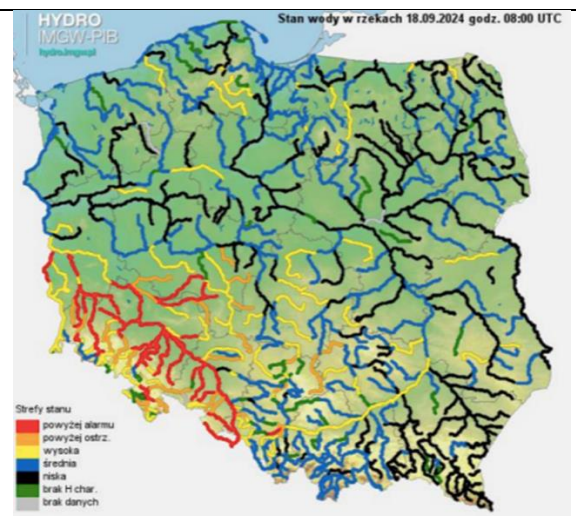 HYDRO
IMGW-PIB
hydro.imgw.pl
Stan wody w rzekach 18.09.2024 godz. 08:00 UTC
Strefy stanu
powyżej alarmu
powyżej ostrz.
wysoka
średnia
niska
brak H char.
brak danych